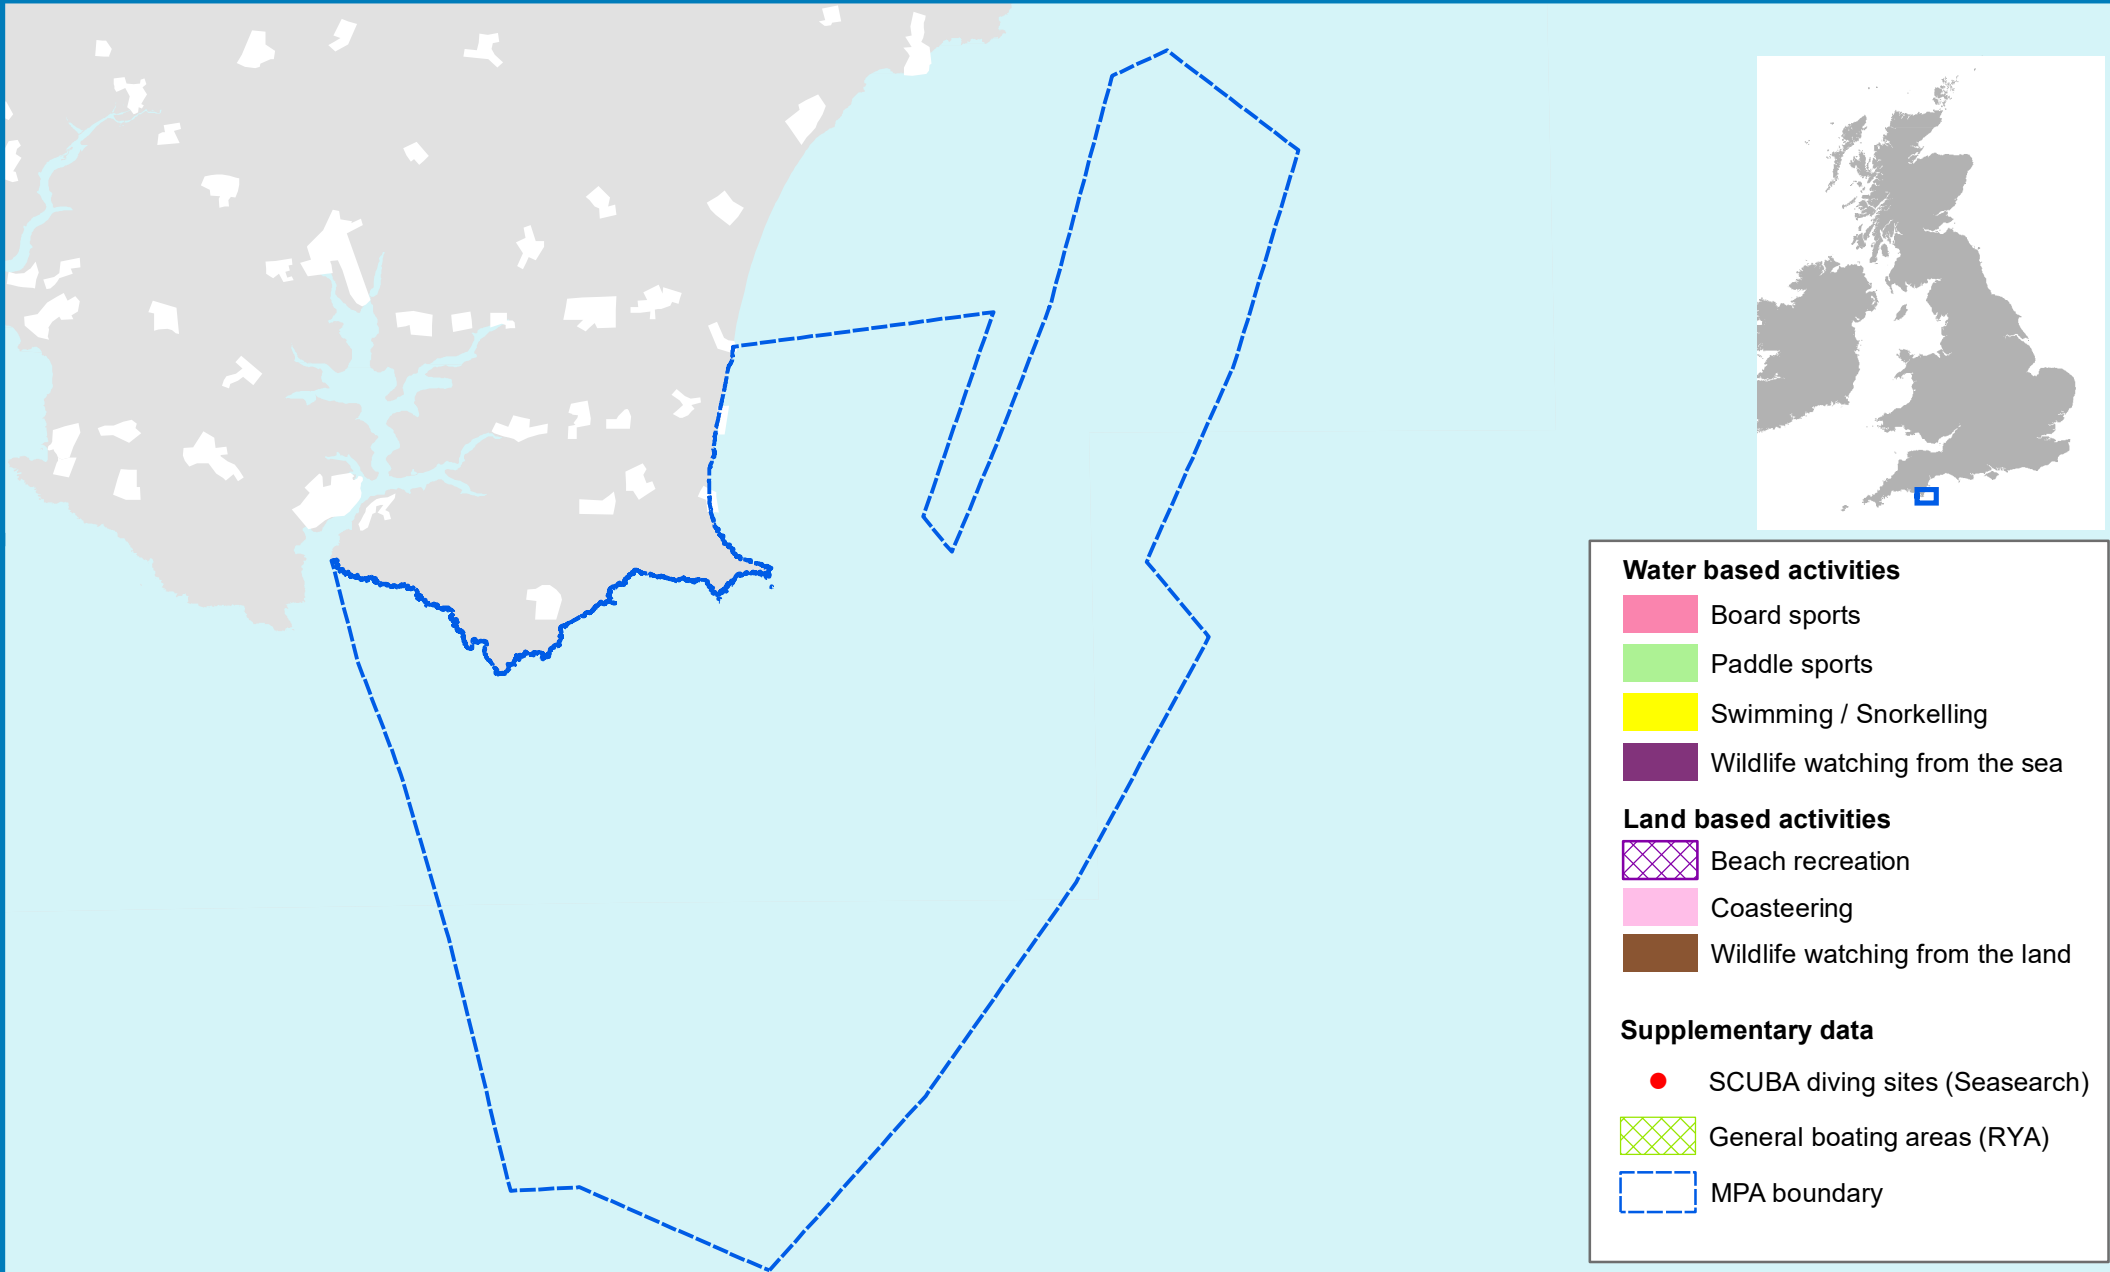 Water based activities
Board sports
Paddle sports
Swimming / Snorkelling
Wildlife watching from the sea
Land based activities
Beach recreation
Coasteering
Wildlife watching from the land
Supplementary data
SCUBA diving sites (Seasearch)
General boating areas (RYA)
MPA boundary